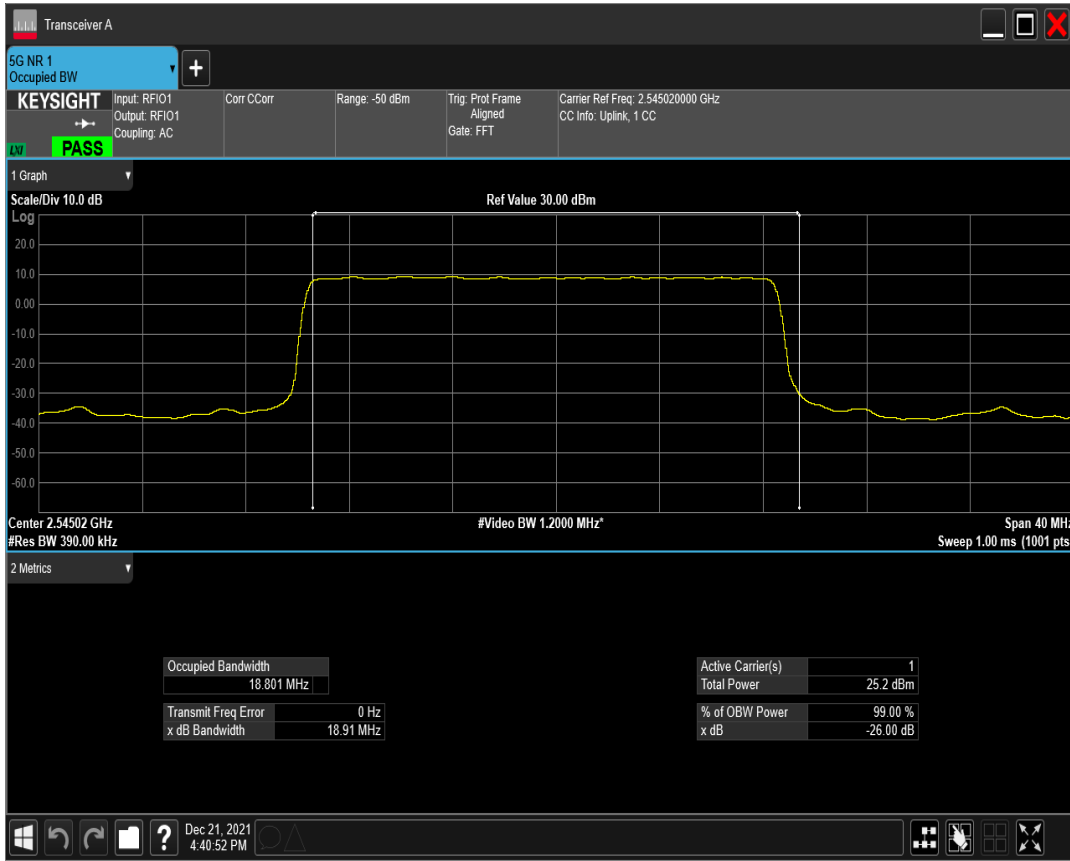 Transceiver A
5G NR 1
Occupied BW
KEYSIGHT
LXI
PASS
Input: RFIO1
Output: RFIO1
Coupling: AC
Corr CCorr
Range: -50 dBm
Trig: Prot Frame
Aligned
Gate: FFT
Carrier Ref Freq: 2.545020000 GHz
CC Info: Uplink, 1 CC
1 Graph
Scale/Div 10.0 dB
Ref Value 30.00 dBm
Log
20.0
10.0
0.00
-10.0
-20.0
-30.0
-40.0
-50.0
-60.0
Center 2.54502 GHz
#Video BW 1.2000 MHz*
Span 40 MHz
#Res BW 390.00 kHz
Sweep 1.00 ms (1001 pts
2 Metrics
Occupied Bandwidth
18.801 MHz
Transmit Freq Error 0 Hz
x dB Bandwidth 18.91 MHz
Active Carrier(s) 1
Total Power 25.2 dBm
% of OBW Power 99.00 %
x dB -26.00 dB
?
Dec 21, 2021
4:40:52 PM